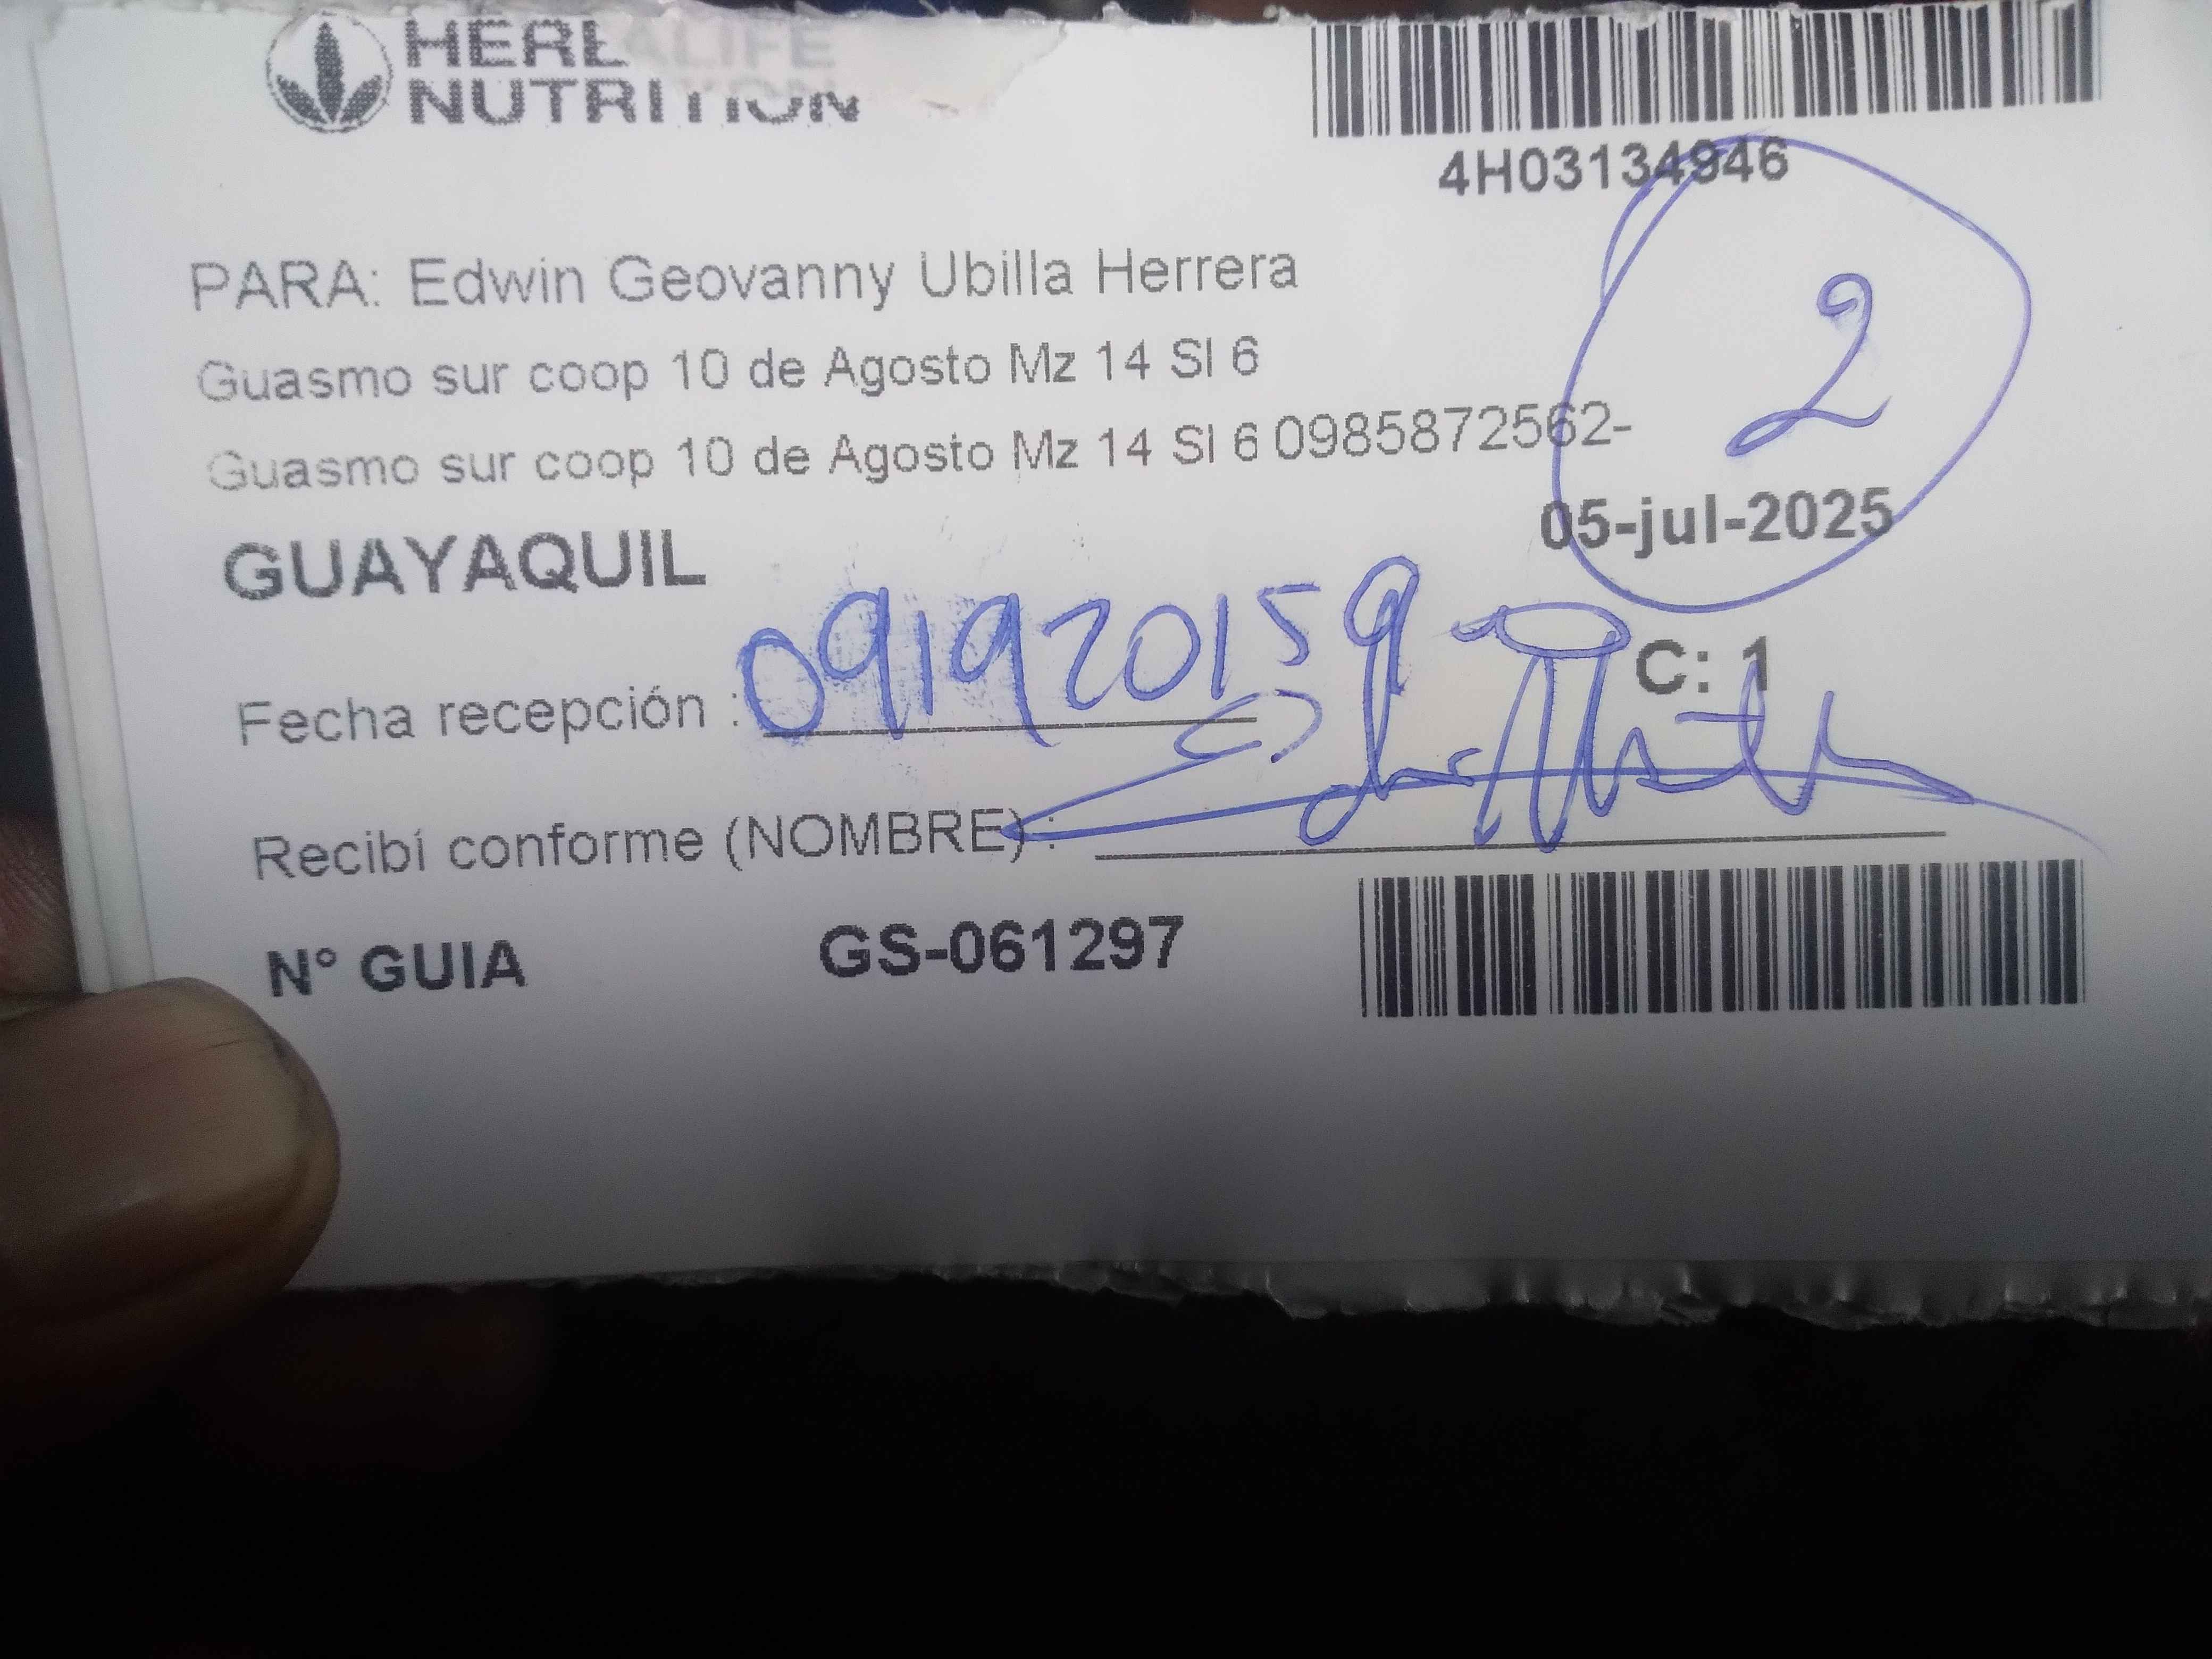 HERBALIFE
NUTRITION
4H03134946
PARA: Edwin Geovanny Ubilla Herrera
Guasmo sur coop 10 de Agosto Mz 14 Sl 6
2
Guasmo sur coop 10 de Agosto Mz 14 Sl 6 0985872562-
05-jul-2025
GUAYAQUIL
C: 1
Fecha recepción : 091920159
Recibí conforme (NOMBRE) :
Nº GUIA GS-061297